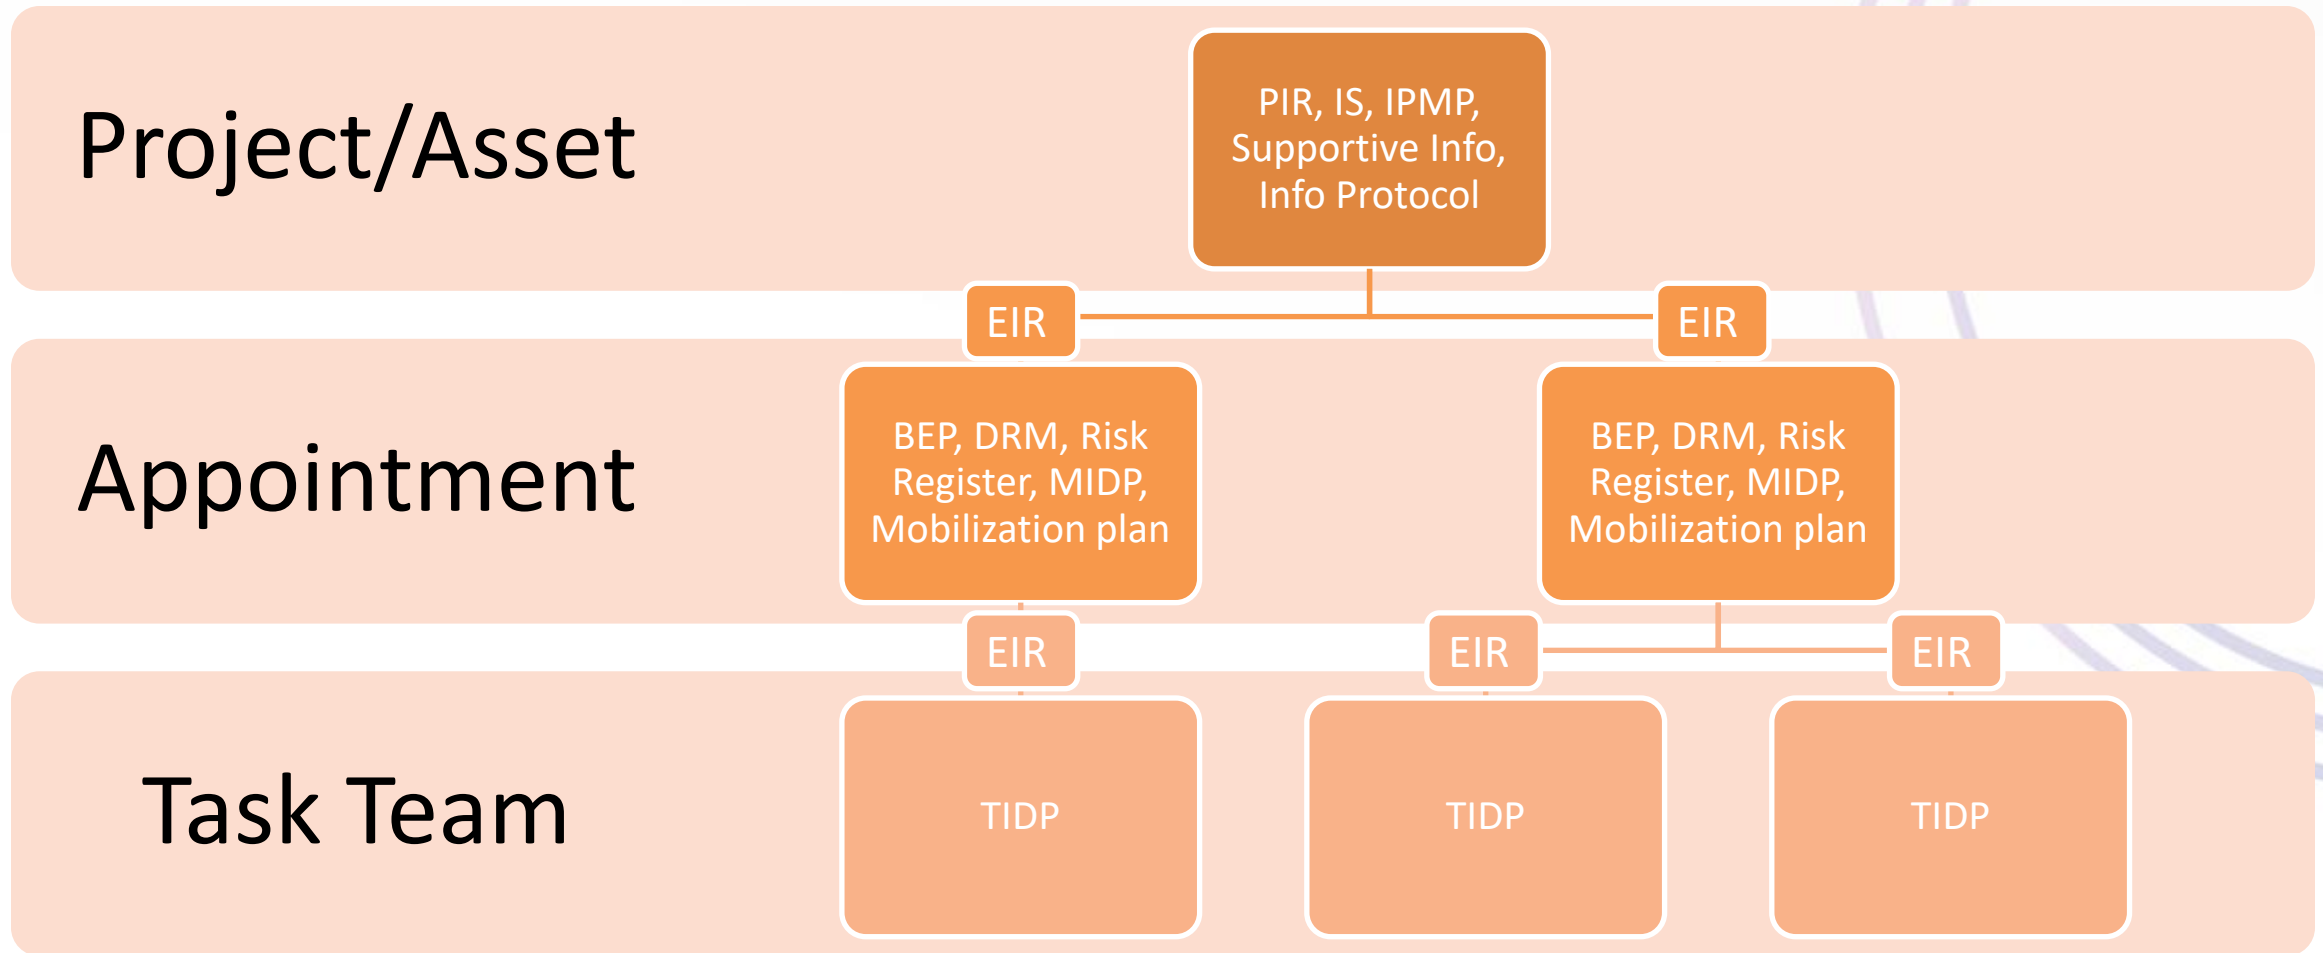 Project/Asset
PIR, IS, IPMP,
Supportive Info,
Info Protocol
EIR
EIR
Appointment
BEP, DRM, Risk
Register, MIDP,
Mobilization plan
BEP, DRM, Risk
Register, MIDP,
Mobilization plan
EIR
EIR
EIR
Task Team
TIDP
TIDP
TIDP